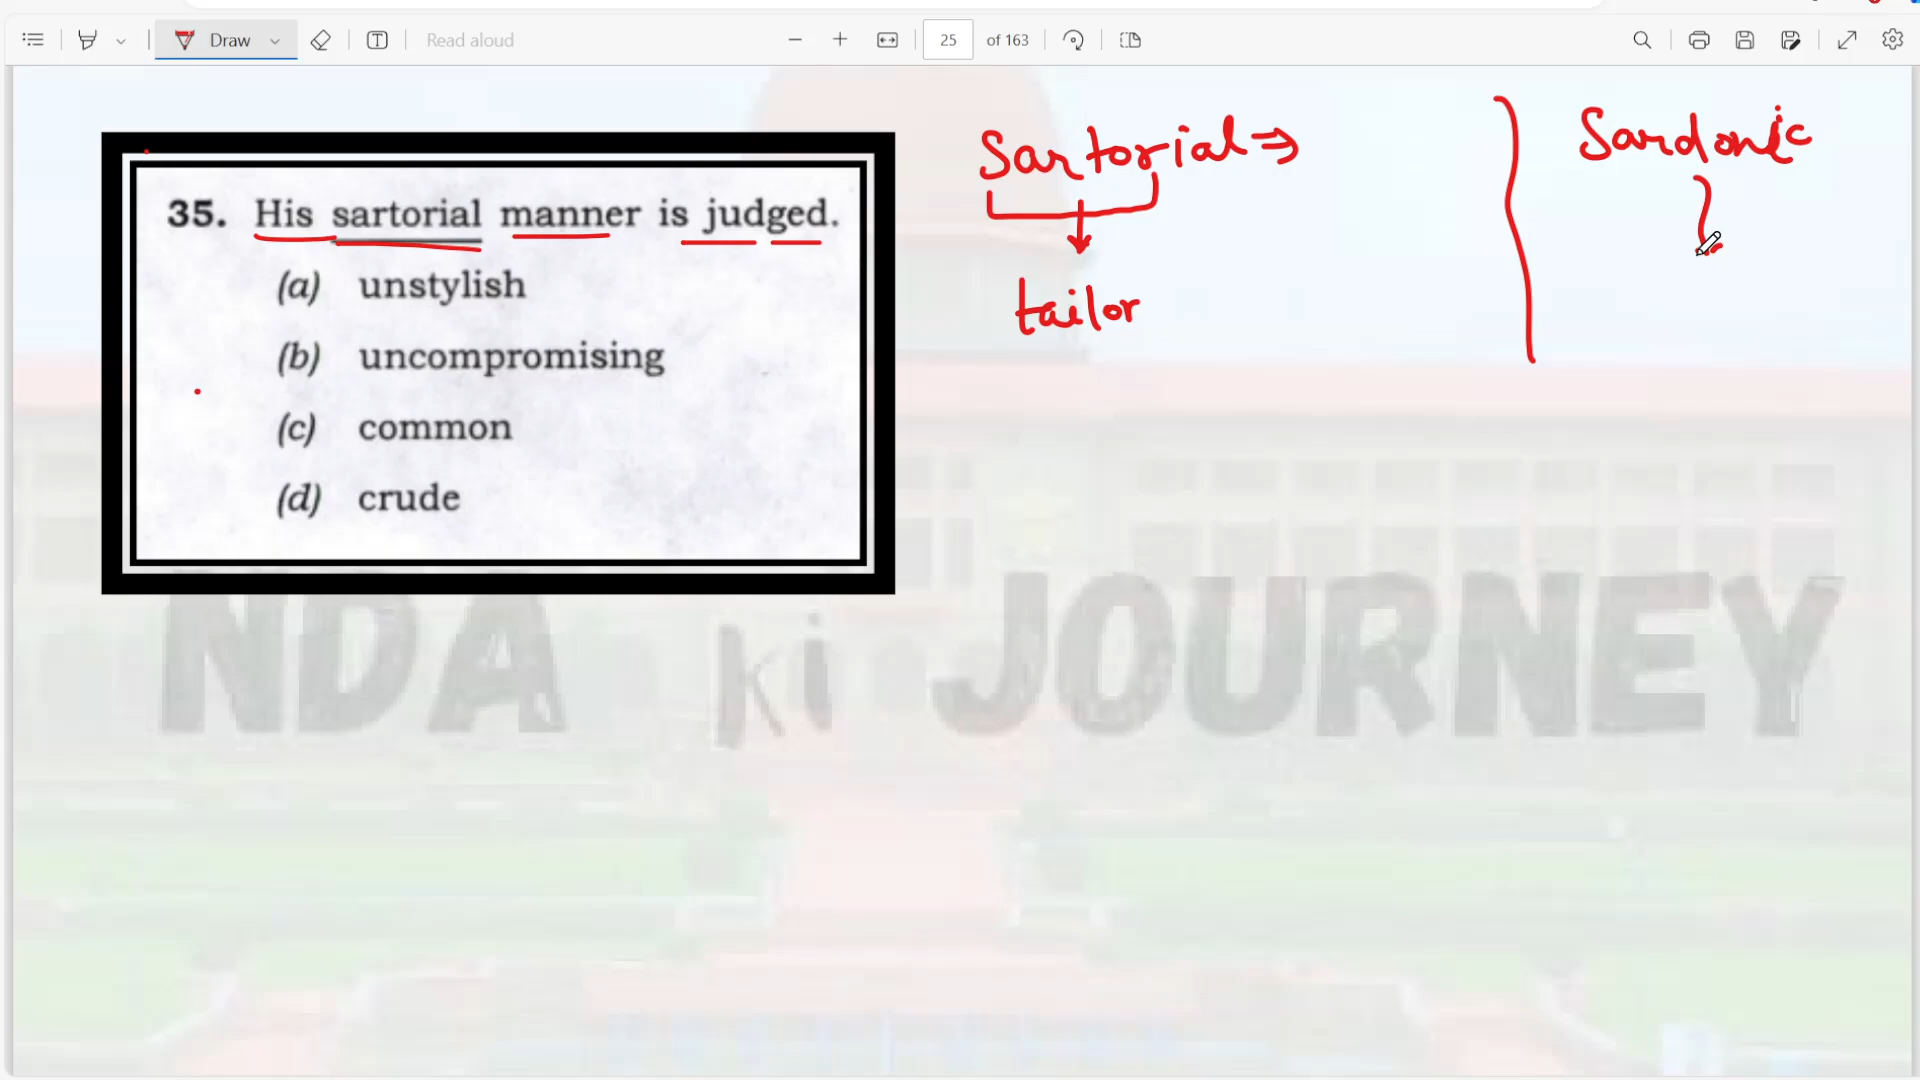 Draw
Read aloud
25 of 163
35. His sartorial manner is judged.
(a) unstylish
(b) uncompromising
(c) common
(d) crude
Sartorial ⇒
tailor
Sardonic
NDA ki JOURNEY